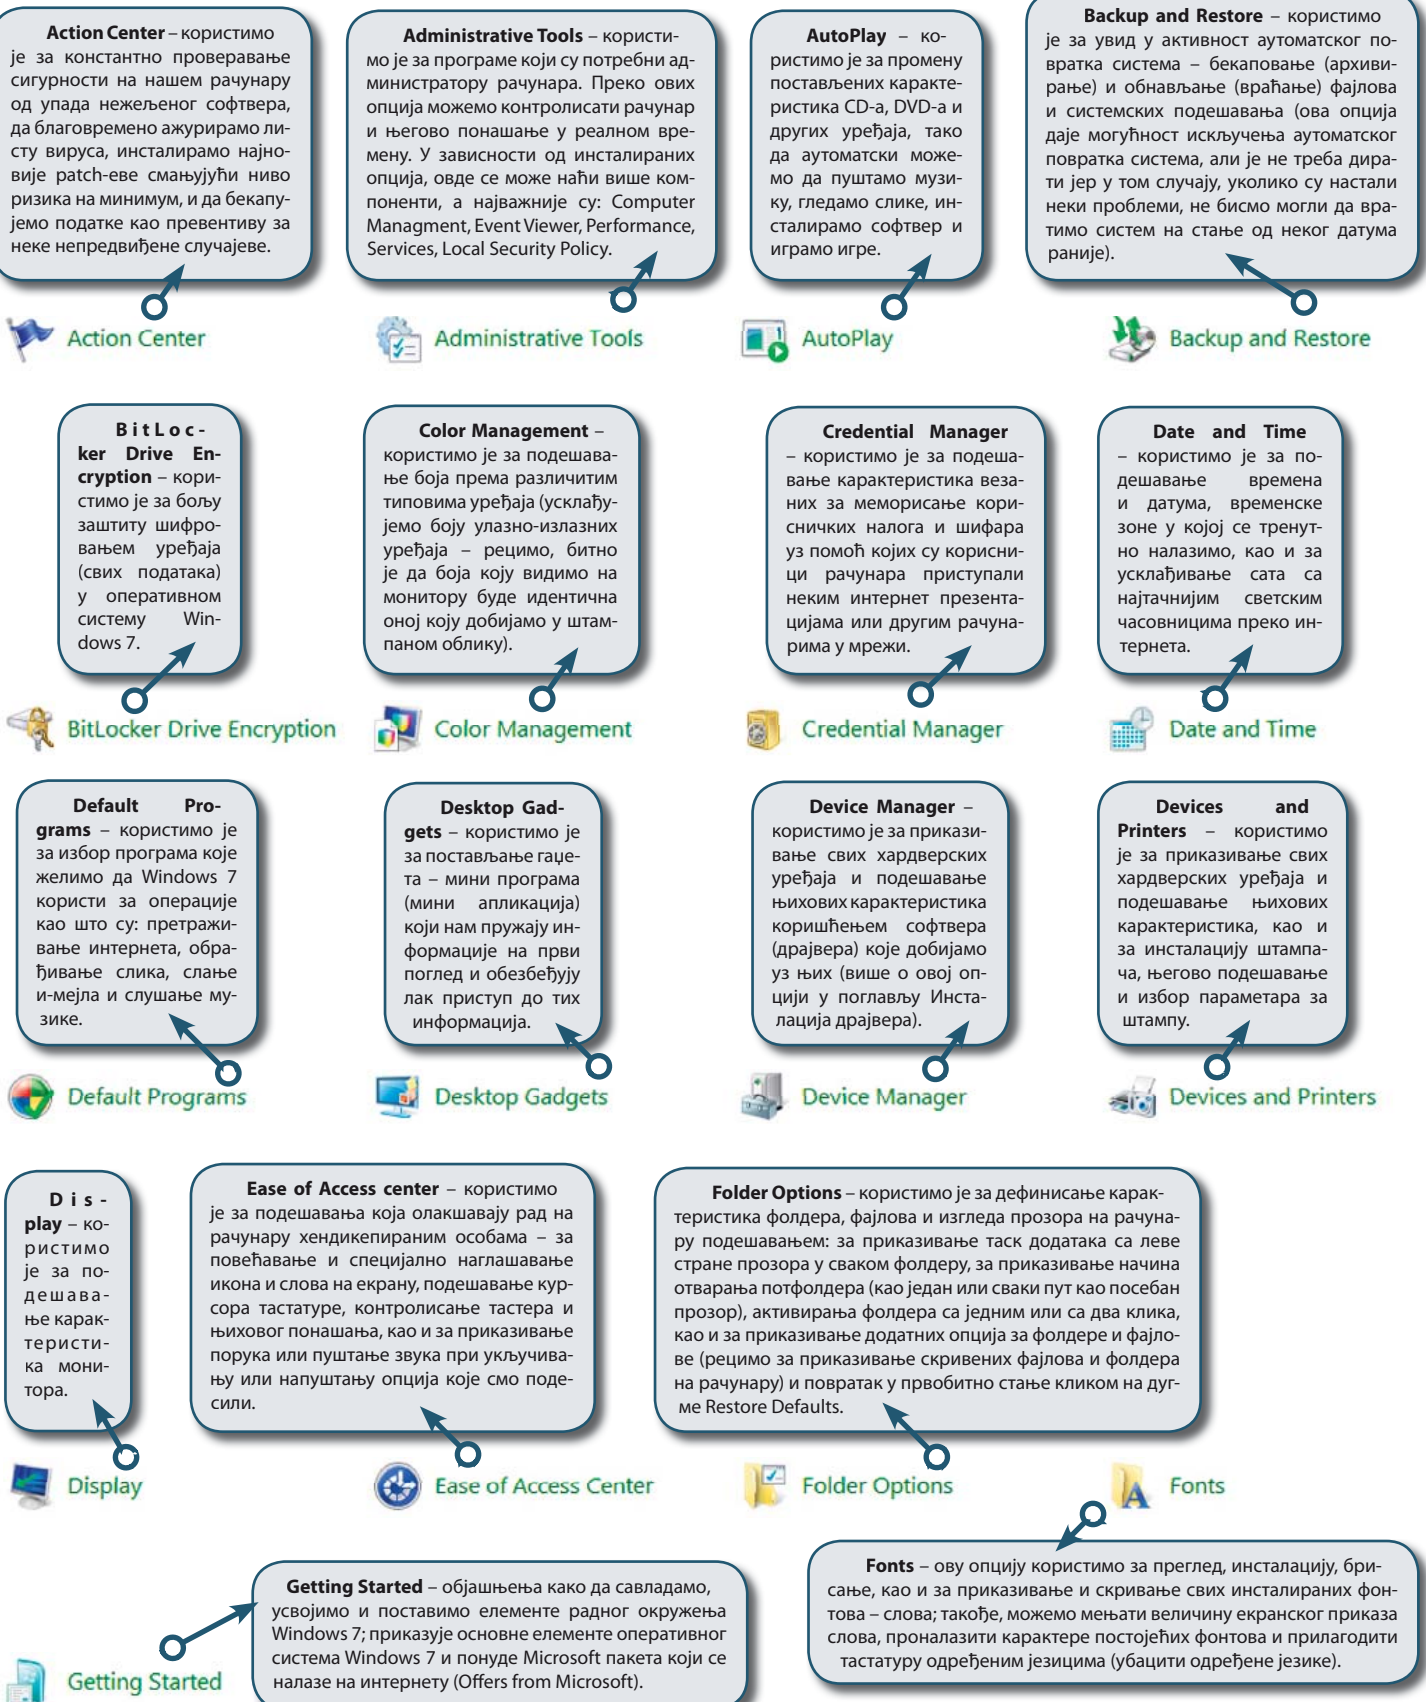 Action Center – користимо
је за константно проверавање
сигурности на нашем рачунару
од упада нежељеног софтвера,
да благовремено ажурирамо ли-
сту вируса, инсталирамо најно-
вије patch-еве смањујући ниво
ризика на минимум, и да бекапу-
јемо податке као превентиву за
неке непредвиђене случајеве.
Action Center
Administrative Tools – користи-
мо је за програме који су потребни ад-
министратору рачунара. Преко ових
опција можемо контролисати рачунар
и његово понашање у реалном вре-
мену. У зависности од инсталираних
опција, овде се може наћи више ком-
поненти, а најважније су: Computer
Managment, Event Viewer, Performance,
Services, Local Security Policy.
Administrative Tools
AutoPlay – ко-
ристимо је за промену
постављених каракте-
ристика CD-a, DVD-a и
других уређаја, тако
да аутоматски може-
мо да пуштамо музи-
ку, гледамо слике, ин-
сталирамо софтвер и
играмо игре.
AutoPlay
Backup and Restore – користимо
је за увид у активност аутоматског по-
вратка система – бекаповање (архиви-
рање) и обнављање (враћање) фајлова
и системских подешавања (ова опција
даје могућност искључења аутоматског
повратка система, али је не треба дира-
ти јер у том случају, уколико су настали
неки проблеми, не бисмо могли да вра-
тимо систем на стање од неког датума
раније).
Backup and Restore
BitLoc-
ker Drive En-
cryption – кори-
стимо је за бољу
заштиту шифро-
вањем уређаја
(свих података)
у оперативном
систему Win-
dows 7.
BitLocker Drive Encryption
Color Management –
користимо је за подешава-
ње боја према различитим
типовима уређаја (усклађу-
јемо боју улазно-излазних
уређаја – рецимо, битно
је да боја коју видимо на
монитору буде идентична
оној коју добијамо у штам-
паном облику).
Color Management
Credential Manager
– користимо је за подеша-
вање карактеристика веза-
них за меморисање кори-
сничких налога и шифара
уз помоћ којих су корисни-
ци рачунара приступали
неким интернет презента-
цијама или другим рачуна-
рима у мрежи.
Credential Manager
Date and Time
– користимо је за по-
дешавање времена
и датума, временске
зоне у којој се тренут-
но налазимо, као и за
усклађивање сата са
најтачнијим светским
часовницима преко ин-
тернета.
Date and Time
Default Pro-
grams – користимо је
за избор програма које
желимо да Windows 7
користи за операције
као што су: претражи-
вање интернета, обра-
ђивање слика, слање
и-мејла и слушање му-
зике.
Default Programs
Desktop Gad-
gets – користимо је
за постављање гаџе-
та – мини програма
(мини апликација)
који нам пружају ин-
формације на први
поглед и обезбеђују
лак приступ до тих
информација.
Desktop Gadgets
Device Manager –
користимо је за прикази-
вање свих хардверских
уређаја и подешавање
њихових карактеристика
коришћењем софтвера
(драјвера) које добијамо
уз њих (више о овој оп-
цији у поглављу Инста-
лација драјвера).
Device Manager
Devices and
Printers – користимо
је за приказивање свих
хардверских уређаја и
подешавање њихових
карактеристика, као и
за инсталацију штампа-
ча, његово подешавање
и избор параметара за
штампу.
Devices and Printers
Dis-
play – ко-
ристимо
је за по-
дешава-
ње карак-
теристи-
ка мони-
тора.
Display
Ease of Access center – користимо
је за подешавања која олакшавају рад на
рачунару хендикепираним особама – за
повећавање и специјално наглашавање
икона и слова на екрану, подешавање кур-
сора тастатуре, контролисање тастера и
њиховог понашања, као и за приказивање
порука или пуштање звука при укључива-
њу или напуштању опција које смо поде-
сили.
Ease of Access Center
Folder Options – користимо је за дефинисање карак-
теристика фолдера, фајлова и изгледа прозора на рачуна-
ру подешавањем: за приказивање таск додатака са леве
стране прозора у сваком фолдеру, за приказивање начина
отварања потфолдера (као један или сваки пут као посебан
прозор), активирања фолдера са једним или са два клика,
као и за приказивање додатних опција за фолдере и фајло-
ве (рецимо за приказивање скривених фајлова и фолдера
на рачунару) и повратак у првобитно стање кликом на дуг-
ме Restore Defaults.
Folder Options
Fonts
Fonts – ову опцију користимо за преглед, инсталацију, бри-
сање, као и за приказивање и скривање свих инсталираних фон-
това – слова; такође, можемо мењати величину екранског приказа
слова, проналазити карактере постојећих фонтова и прилагодити
тастатуру одређеним језицима (убацити одређене језике).
Getting Started – објашњења како да савладамо,
усвојимо и поставимо елементе радног окружења
Windows 7; приказује основне елементе оперативног
система Windows 7 и понуде Microsoft пакета који се
налазе на интернету (Offers from Microsoft).
Getting Started